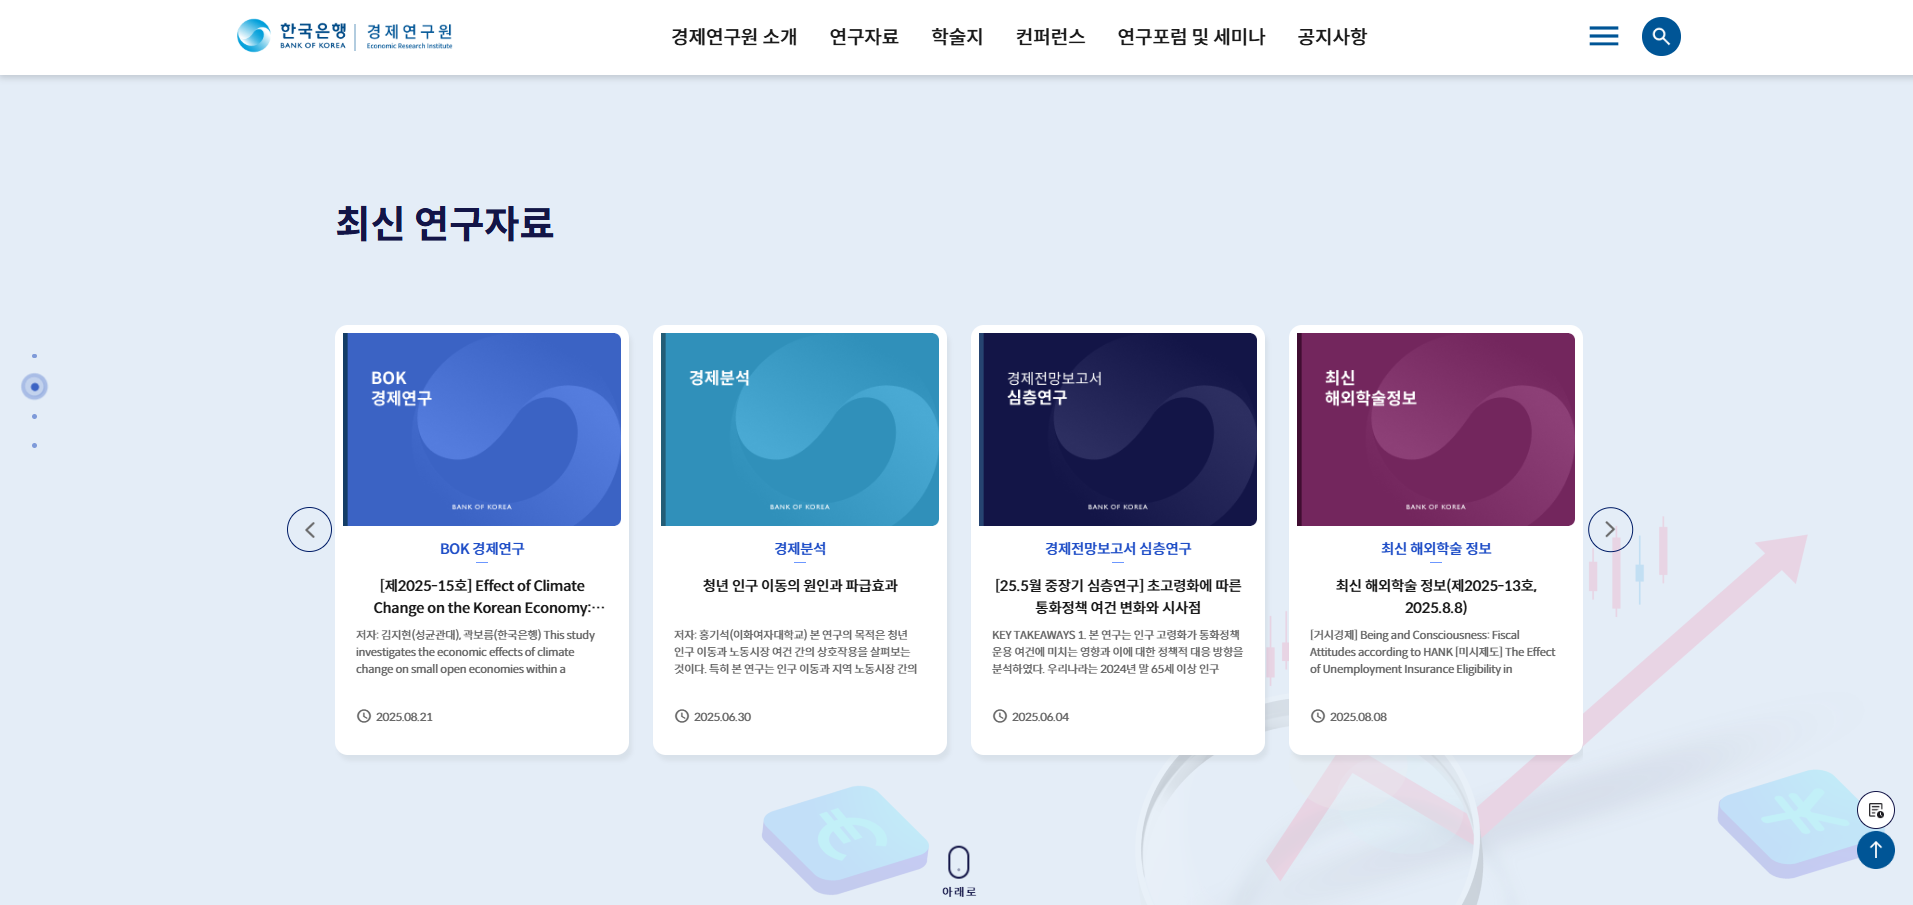 한국은행 경제연구원
BANK OF KOREA Economic Research Institute
경제연구원 소개 연구자료 학술지 컨퍼런스 연구포럼 및 세미나 공지사항
최신 연구자료
BOK
경제연구
BANK OF KOREA
BOK 경제연구
[제2025-15호] Effect of Climate
Change on the Korean Economy:…
저자: 김지현(성균관대), 곽보름(한국은행) This study
investigates the economic effects of climate
change on small open economies within a
2025.08.21
경제분석
BANK OF KOREA
경제분석
청년 인구 이동의 원인과 파급효과
저자: 홍기석(이화여자대학교) 본 연구의 목적은 청년
인구 이동과 노동시장 여건 간의 상호작용을 살펴보는
것이다. 특히 본 연구는 인구 이동과 지역 노동시장 간의
2025.06.30
경제전망보고서
심층연구
BANK OF KOREA
경제전망보고서 심층연구
[25.5월 중장기 심층연구] 초고령화에 따른
통화정책 여건 변화와 시사점
KEY TAKEAWAYS 1. 본 연구는 인구 고령화가 통화정책
운용 여건에 미치는 영향과 이에 대한 정책적 대응 방향을
분석하였다. 우리나라는 2024년 말 65세 이상 인구
2025.06.04
최신
해외학술정보
BANK OF KOREA
최신 해외학술 정보
최신 해외학술 정보(제2025-13호,
2025.8.8)
[거시경제] Being and Consciousness: Fiscal
Attitudes according to HANK [미시제도] The Effect
of Unemployment Insurance Eligibility in
2025.08.08
아래로